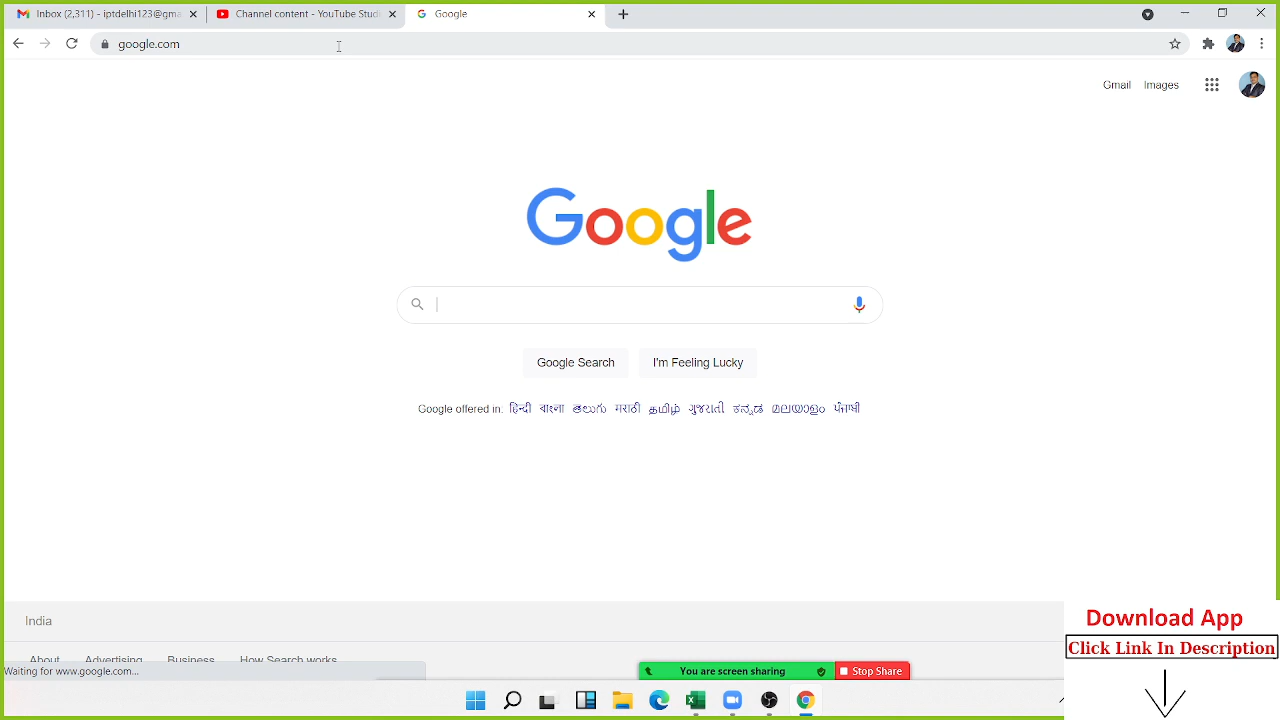 Inbox (2,311) - iptdelhi123@gma
Channel content - YouTube Studi
Google
google.com
Gmail
Images
Google
Google Search
I'm Feeling Lucky
Google offered in: हिन्दी বাংলা తెలుగు मराठी தமிழ் ગુજરાતી ಕನ್ನಡ മലയാളം ਪੰਜਾਬੀ
India
About Advertising Business How Search works
Waiting for www.google.com...
You are screen sharing
Stop Share
Download App
Click Link In Description